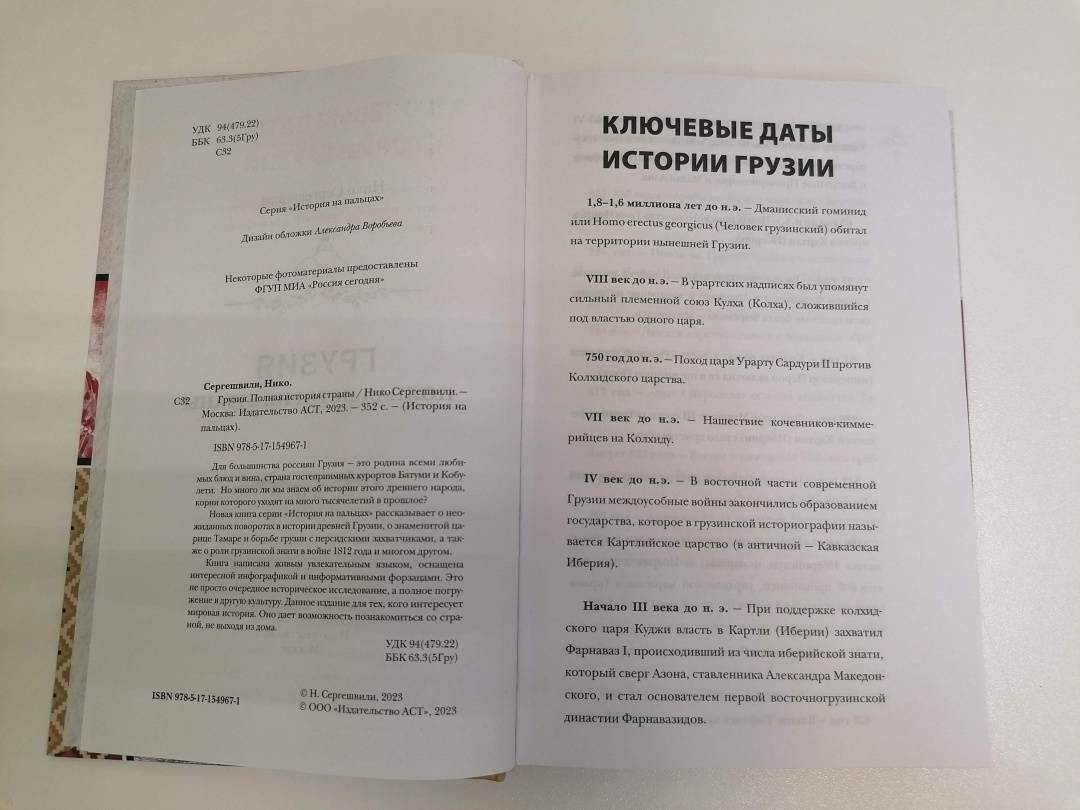 УДК 94(479.22)
ББК 63.3(5Гру)
С32
Серия «История на пальцах»
Дизайн обложки Александра Воробьева
Некоторые фотоматериалы предоставлены
ФГУП МИА «Россия сегодня»
Сергешвили, Нико.
С32 Грузия. Полная история страны / Нико Сергешвили. —
Москва: Издательство АСТ, 2023. — 352 с. — (История на
пальцах).
ISBN 978-5-17-154967-1
Для большинства россиян Грузия — это родина всеми люби-
мых блюд и вина, страна гостеприимных курортов Батуми и Кобу-
лети. Но много ли мы знаем об истории этого древнего народа,
корни которого уходят на много тысячелетий в прошлое?
Новая книга серии «История на пальцах» рассказывает о нео-
жиданных поворотах в истории древней Грузии, о знаменитой ца-
рице Тамаре и борьбе грузин с персидскими захватчиками, а так-
же о роли грузинской знати в войне 1812 года и многом другом.
Книга написана живым увлекательным языком, оснащена
интересной инфографикой и информативными форзацами. Это
не просто очередное историческое исследование, а полное погру-
жение в другую культуру. Данное издание для тех, кого интересует
мировая история. Оно дает возможность познакомиться со стра-
ной, не выходя из дома.
УДК 94(479.22)
ББК 63.3(5Гру)
ISBN 978-5-17-154967-1
© Н. Сергешвили, 2023
© ООО «Издательство АСТ», 2023
КЛЮЧЕВЫЕ ДАТЫ
ИСТОРИИ ГРУЗИИ
1,8–1,6 миллиона лет до н. э. — Дманисский гоминид
или Homo erectus georgicus (Человек грузинский) обитал
на территории нынешней Грузии.
VIII век до н. э. — В урартских надписях был упомянут
сильный племенной союз Кулха (Колха), сложившийся
под властью одного царя.
750 год до н. э. — Поход царя Урарту Сардури II против
Колхидского царства.
VII век до н. э. — Нашествие кочевников-кимме-
рийцев на Колхиду.
IV век до н. э. — В восточной части современной
Грузии междоусобные войны закончились образованием
государства, которое в грузинской историографии назы-
вается Картлийское царство (в античной — Кавказская
Иберия).
Начало III века до н. э. — При поддержке колхид-
ского царя Куджи власть в Картли (Иберии) захватил
Фарнаваз I, происходивший из числа иберийской знати,
который сверг Азона, ставленника Александра Македон-
ского, и стал основателем первой восточногрузинской
династии Фарнавазидов.